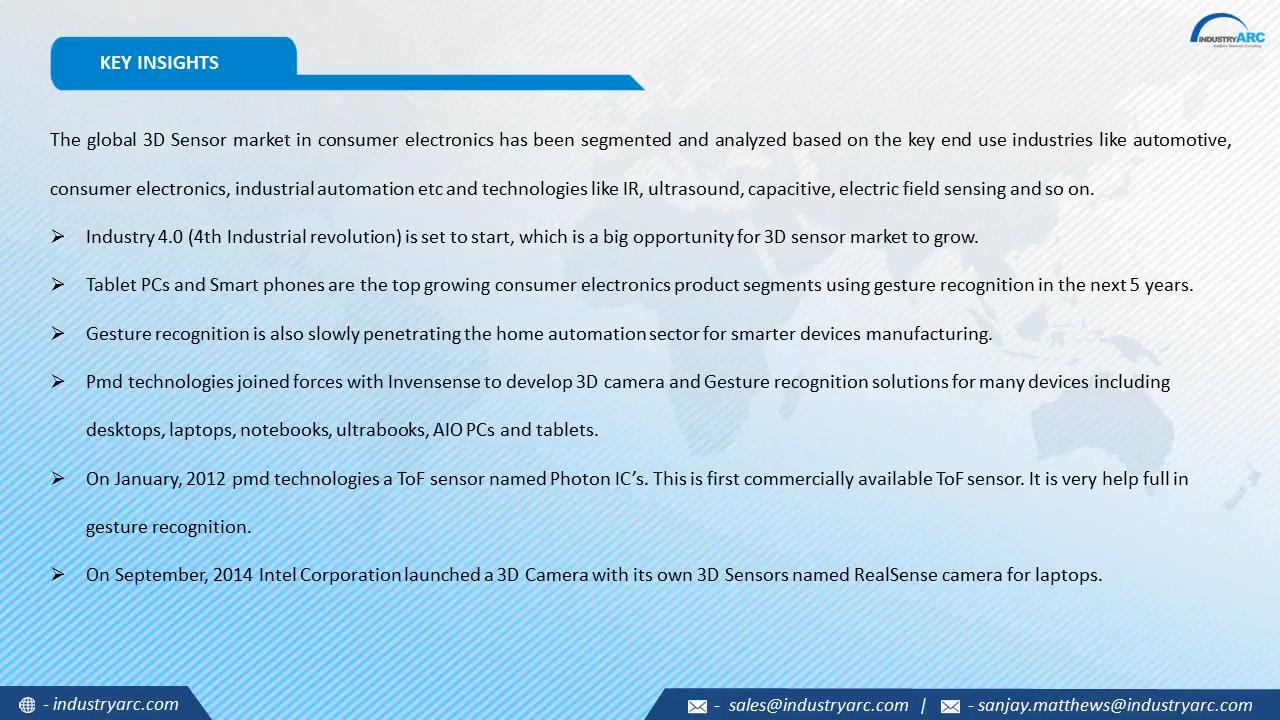 INDUSTRYARC
Analytics. Research. Consulting
KEY INSIGHTS
The global 3D Sensor market in consumer electronics has been segmented and analyzed based on the key end use industries like automotive,
consumer electronics, industrial automation etc and technologies like IR, ultrasound, capacitive, electric field sensing and so on.
➢ Industry 4.0 (4th Industrial revolution) is set to start, which is a big opportunity for 3D sensor market to grow.
➢ Tablet PCs and Smart phones are the top growing consumer electronics product segments using gesture recognition in the next 5 years.
➢ Gesture recognition is also slowly penetrating the home automation sector for smarter devices manufacturing.
➢ Pmd technologies joined forces with Invensense to develop 3D camera and Gesture recognition solutions for many devices including
desktops, laptops, notebooks, ultrabooks, AIO PCs and tablets.
➢ On January, 2012 pmd technologies a ToF sensor named Photon IC’s. This is first commercially available ToF sensor. It is very help full in
gesture recognition.
➢ On September, 2014 Intel Corporation launched a 3D Camera with its own 3D Sensors named RealSense camera for laptops.
- industryarc.com
- sales@industryarc.com | - sanjay.matthews@industryarc.com